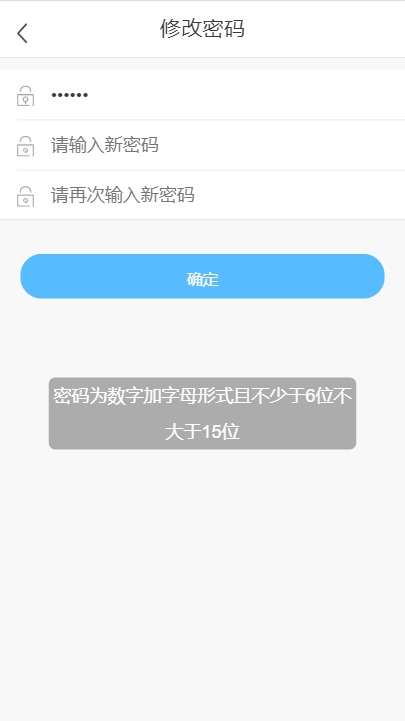 修改密码
••••••
请输入新密码
请再次输入新密码
确定
密码为数字加字母形式且不少于6位不
大于15位